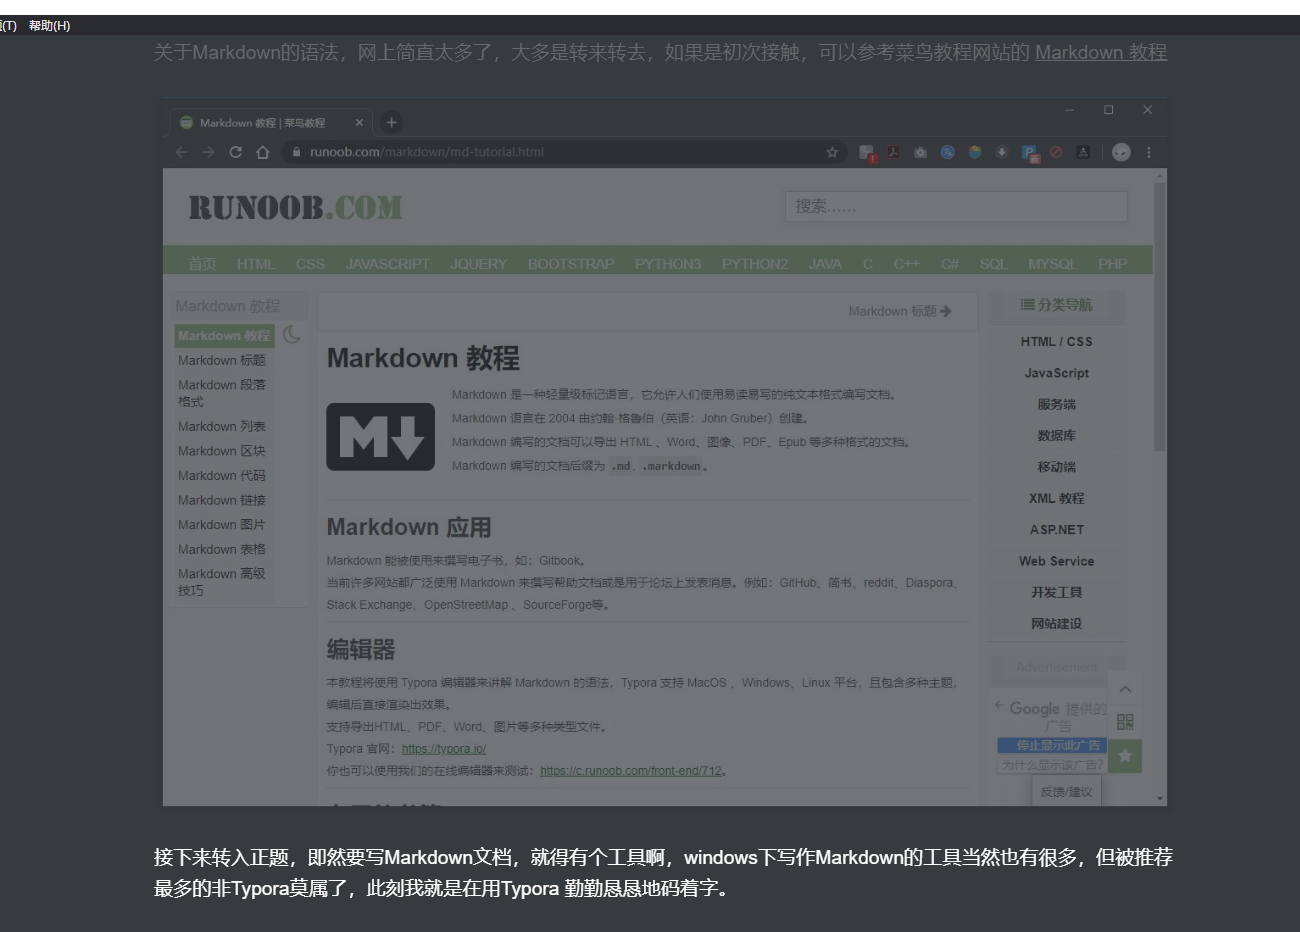 (T) 帮助(H)
关于Markdown的语法，网上简直太多了，大多是转来转去，如果是初次接触，可以参考菜鸟教程网站的 Markdown 教程
Markdown 教程 | 菜鸟教程
runoob.com/markdown/md-tutorial.html
RUNOOB.COM
搜索……
首页 HTML CSS JAVASCRIPT JQUERY BOOTSTRAP PYTHON3 PYTHON2 JAVA C C++ C# SQL MYSQL PHP
Markdown 教程
Markdown 教程
Markdown 标题
Markdown 段落
格式
Markdown 列表
Markdown 区块
Markdown 代码
Markdown 链接
Markdown 图片
Markdown 表格
Markdown 高级
技巧
Markdown 标题
Markdown 教程
Markdown 是一种轻量级标记语言，它允许人们使用易读易写的纯文本格式编写文档。
Markdown 语言在 2004 由约翰·格鲁伯（英语：John Gruber）创建。
Markdown 编写的文档可以导出 HTML 、Word、图像、PDF、Epub 等多种格式的文档。
Markdown 编写的文档后缀为 .md、.markdown。
M
Markdown 应用
Markdown 能被使用来撰写电子书，如：Gitbook。
当前许多网站都广泛使用 Markdown 来撰写帮助文档或是用于论坛上发表消息。例如：GitHub、简书、reddit、Diaspora、
Stack Exchange、OpenStreetMap 、SourceForge等。
编辑器
本教程将使用 Typora 编辑器来讲解 Markdown 的语法，Typora 支持 MacOS 、Windows、Linux 平台，且包含多种主题，
编辑后直接渲染出效果。
支持导出HTML、PDF、Word、图片等多种类型文件。
Typora 官网：https://typora.io/
你也可以使用我们的在线编辑器来测试：https://c.runoob.com/front-end/712。
分类导航
HTML / CSS
JavaScript
服务端
数据库
移动端
XML 教程
ASP.NET
Web Service
开发工具
网站建设
Advertisement
Google 提供的
广告
停止显示此广告
为什么显示该广告?
反馈/建议
接下来转入正题，即然要写Markdown文档，就得有个工具啊，windows下写作Markdown的工具当然也有很多，但被推荐
最多的非Typora莫属了，此刻我就是在用Typora 勤勤恳恳地码着字。